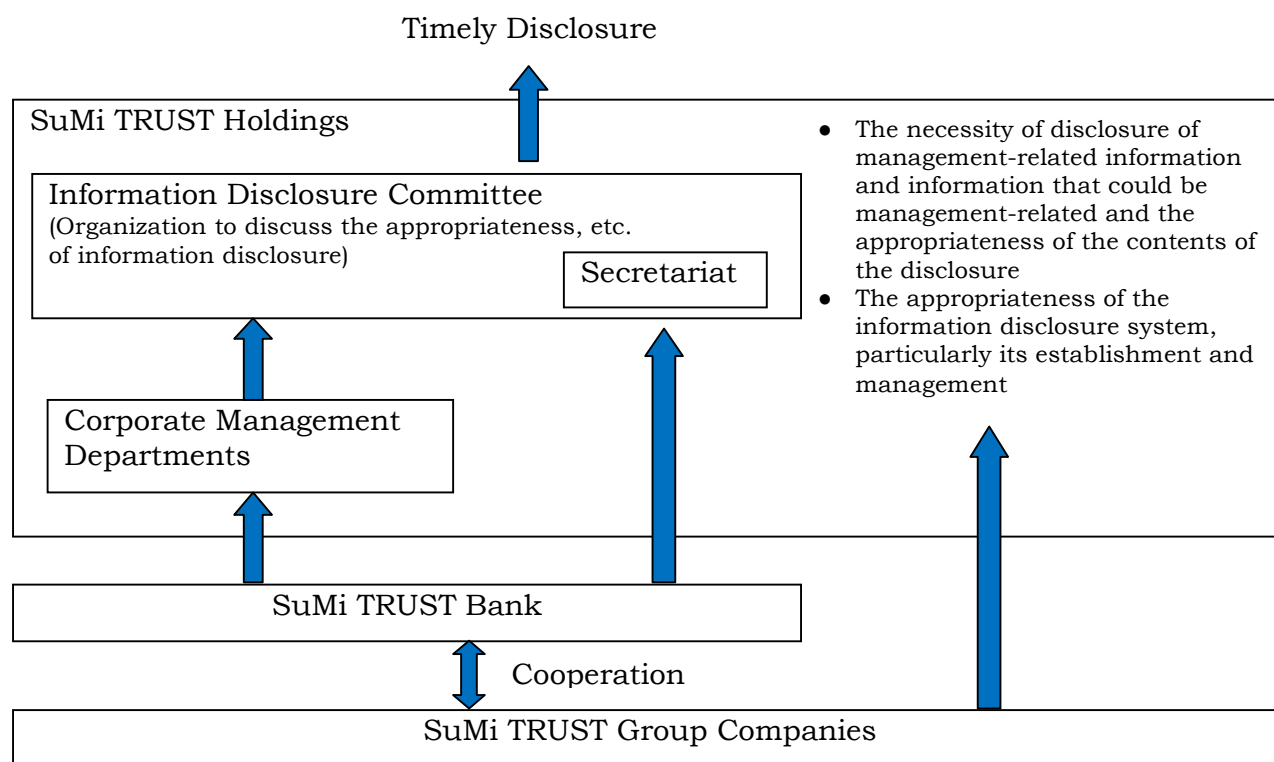 Timely Disclosure
SuMi TRUST Holdings
Information Disclosure Committee
(Organization to discuss the appropriateness, etc.
of information disclosure)
Secretariat
● The necessity of disclosure of
management-related information
and information that could be
management-related and the
appropriateness of the contents of
the disclosure
● The appropriateness of the
information disclosure system,
particularly its establishment and
management
Corporate Management
Departments
SuMi TRUST Bank
Cooperation
SuMi TRUST Group Companies